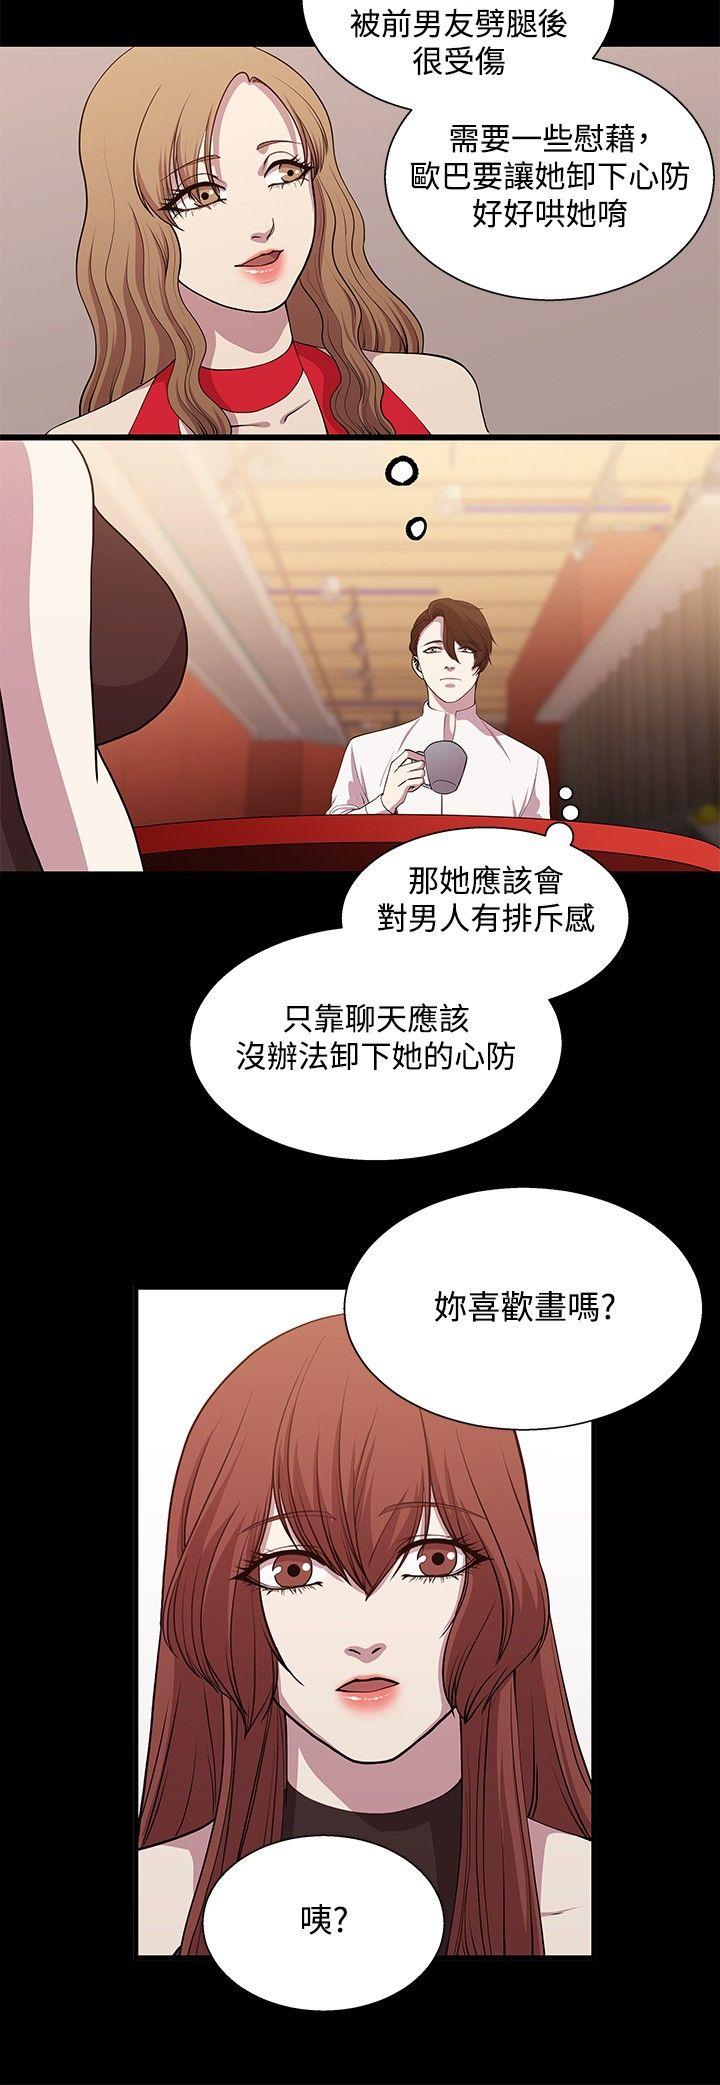 被前男友劈腿後
很受傷
需要一些慰藉,
歐巴要讓她卸下心防
好好哄她唷
那她應該會
對男人有排斥感
只靠聊天應該
沒辦法卸下她的心防
妳喜歡畫嗎?
咦?